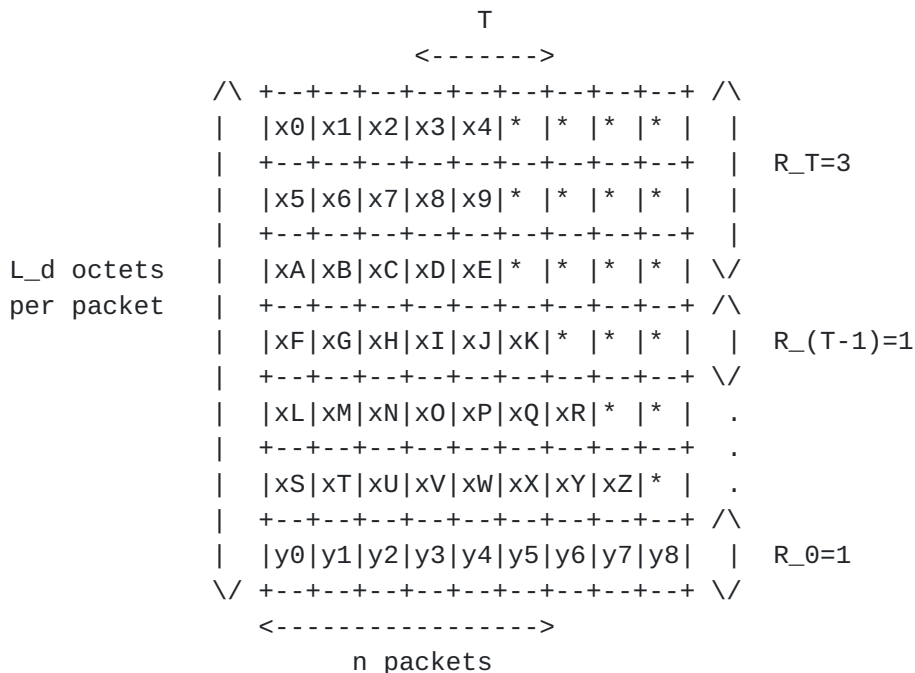 T
                           <------->
              /\ +--+--+--+--+--+--+--+--+--+ /\
              |  |x0|x1|x2|x3|x4|* |* |* |* |  |
              |  +--+--+--+--+--+--+--+--+--+  |  R_T=3
              |  |x5|x6|x7|x8|x9|* |* |* |* |  |
              |  +--+--+--+--+--+--+--+--+--+  |
L_d octets    |  |xA|xB|xC|xD|xE|* |* |* |* | \/
per packet    |  +--+--+--+--+--+--+--+--+--+ /\
              |  |xF|xG|xH|xI|xJ|xK|* |* |* |  |  R_(T-1)=1
              |  +--+--+--+--+--+--+--+--+--+ \/
              |  |xL|xM|xN|xO|xP|xQ|xR|* |* |  .
              |  +--+--+--+--+--+--+--+--+--+  .
              |  |xS|xT|xU|xV|xW|xX|xY|xZ|* |  .
              |  +--+--+--+--+--+--+--+--+--+ /\
              |  |y0|y1|y2|y3|y4|y5|y6|y7|y8|  |  R_0=1
              \/ +--+--+--+--+--+--+--+--+--+ \/
                 <----------------->
                       n packets